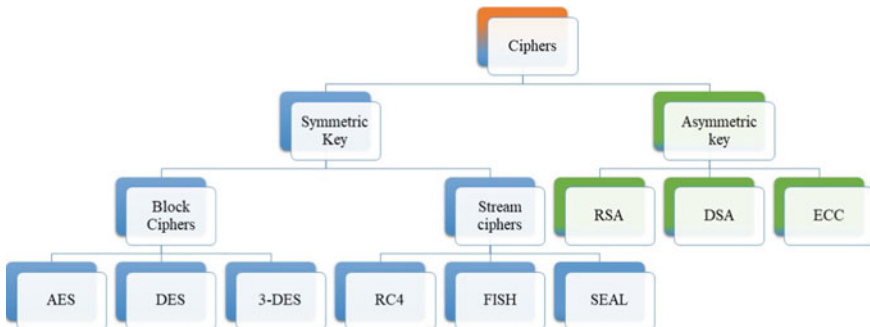 Ciphers
Symmetric
Key
Asymmetric
key
Block
Ciphers
Stream
ciphers
RSA
DSA
ECC
AES
DES
3-DES
RC4
FISH
SEAL